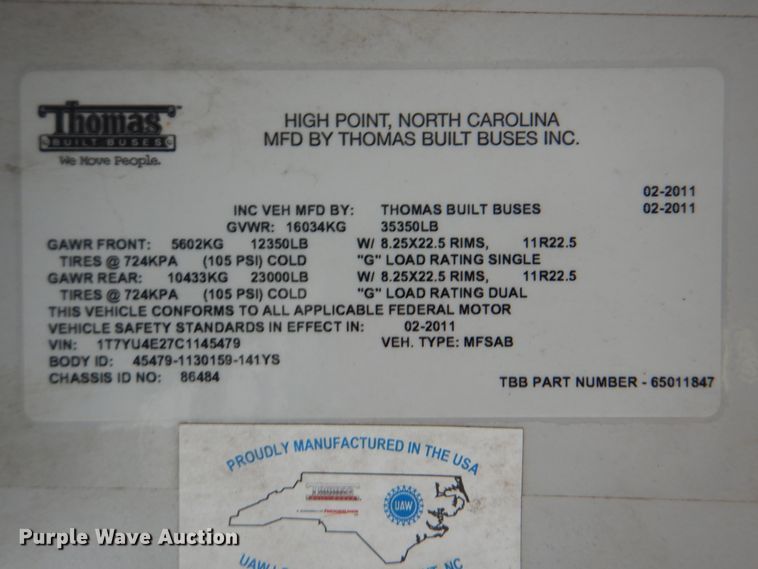 Thomas
BUILT BUSES
We Move People.
HIGH POINT, NORTH CAROLINA
MFD BY THOMAS BUILT BUSES INC.
02-2011
INC VEH MFD BY: THOMAS BUILT BUSES 02-2011
GVWR: 16034KG 35350LB
GAWR FRONT: 5602KG 12350LB W/ 8.25X22.5 RIMS, 11R22.5
TIRES @ 724KPA (105 PSI) COLD "G" LOAD RATING SINGLE
GAWR REAR: 10433KG 23000LB W/ 8.25X22.5 RIMS, 11R22.5
TIRES @ 724KPA (105 PSI) COLD "G" LOAD RATING DUAL
THIS VEHICLE CONFORMS TO ALL APPLICABLE FEDERAL MOTOR
VEHICLE SAFETY STANDARDS IN EFFECT IN: 02-2011
VIN: 1T7YU4E27C1145479 VEH. TYPE: MFSAB
BODY ID: 45479-1130159-141YS
CHASSIS ID NO: 86484
TBB PART NUMBER - 65011847
PROUDLY MANUFACTURED IN THE USA
UAW
Purple Wave Auction
UAW
NC